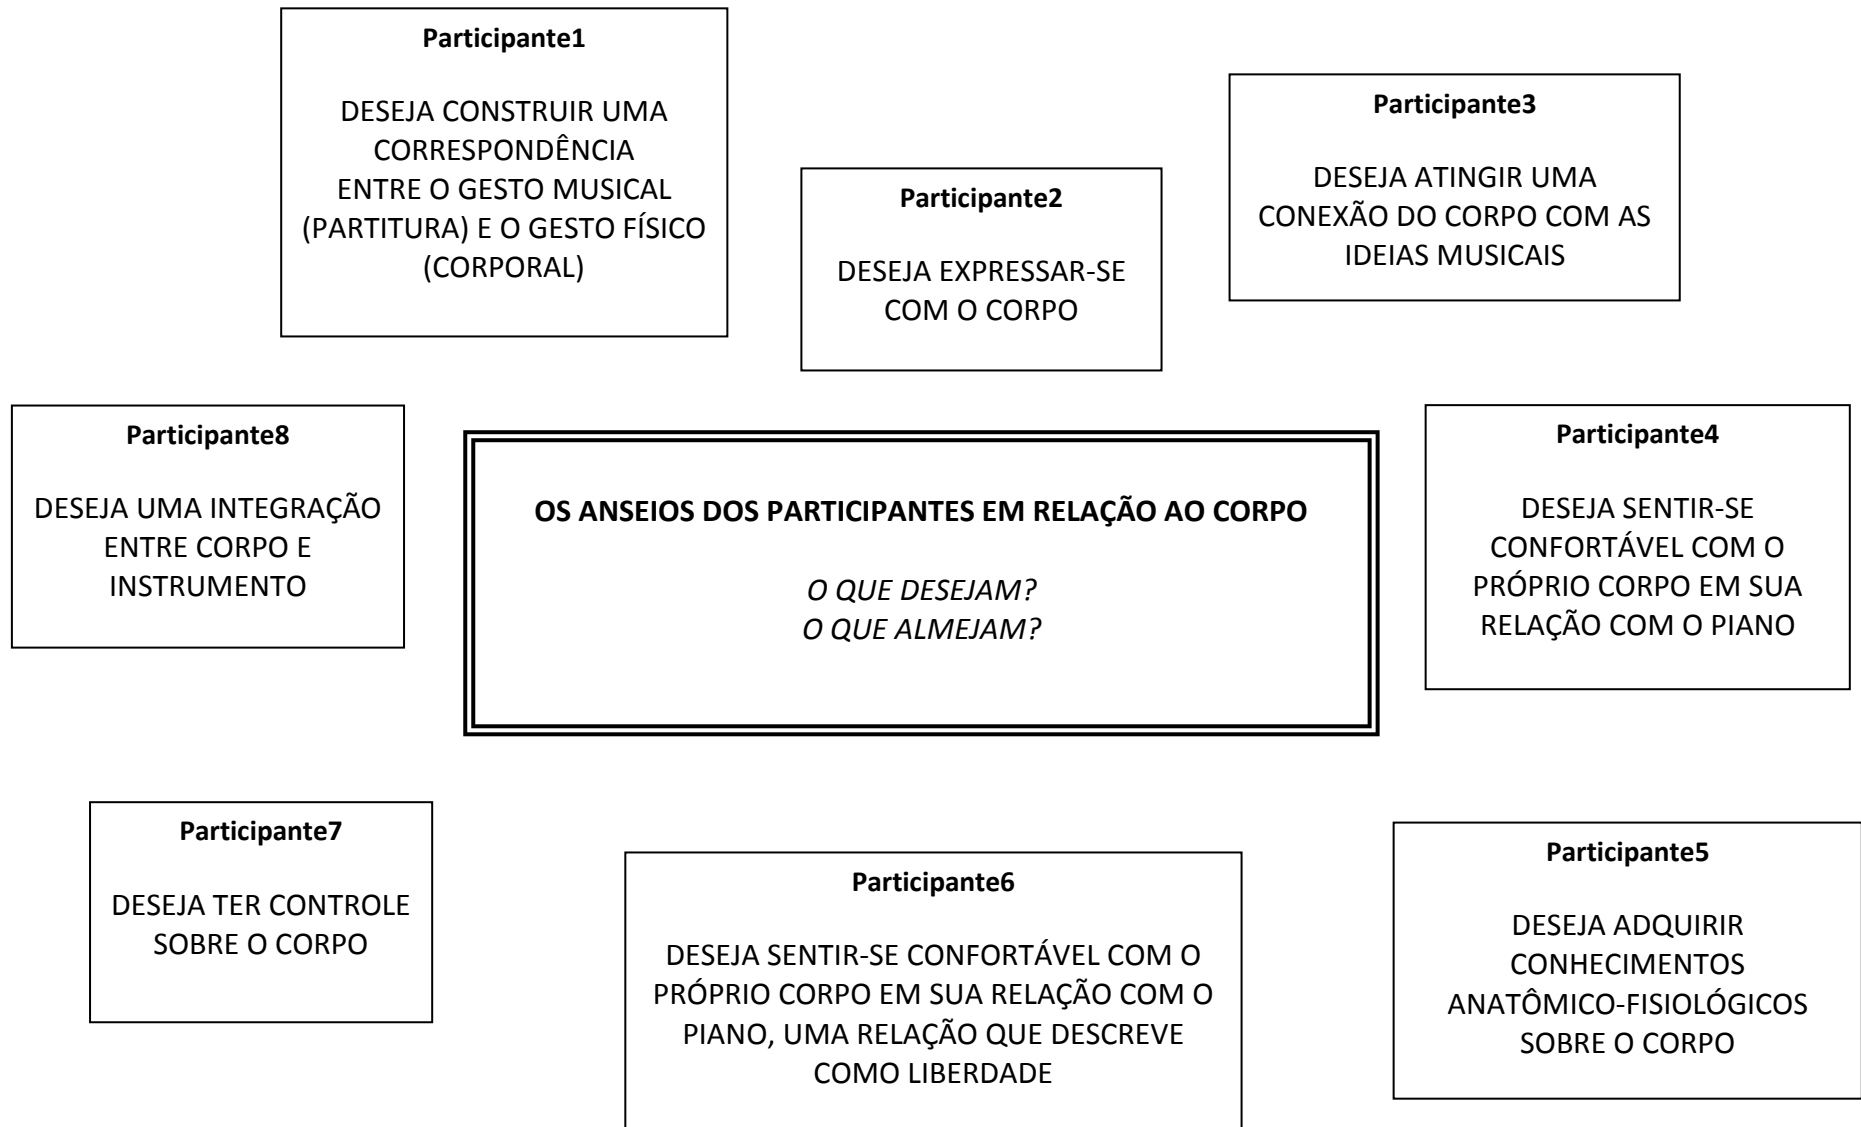 Participante1
DESEJA CONSTRUIR UMA
CORRESPONDÊNCIA
ENTRE O GESTO MUSICAL
(PARTITURA) E O GESTO FÍSICO
(CORPORAL)
Participante2
DESEJA EXPRESSAR-SE
COM O CORPO
Participante3
DESEJA ATINGIR UMA
CONEXÃO DO CORPO COM AS
IDEIAS MUSICAIS
Participante8
DESEJA UMA INTEGRAÇÃO
ENTRE CORPO E
INSTRUMENTO
OS ANSEIOS DOS PARTICIPANTES EM RELAÇÃO AO CORPO
O QUE DESEJAM?
O QUE ALMEJAM?
Participante4
DESEJA SENTIR-SE
CONFORTÁVEL COM O
PRÓPRIO CORPO EM SUA
RELAÇÃO COM O PIANO
Participante7
DESEJA TER CONTROLE
SOBRE O CORPO
Participante6
DESEJA SENTIR-SE CONFORTÁVEL COM O
PRÓPRIO CORPO EM SUA RELAÇÃO COM O
PIANO, UMA RELAÇÃO QUE DESCREVE
COMO LIBERDADE
Participante5
DESEJA ADQUIRIR
CONHECIMENTOS
ANATÔMICO-FISIOLÓGICOS
SOBRE O CORPO